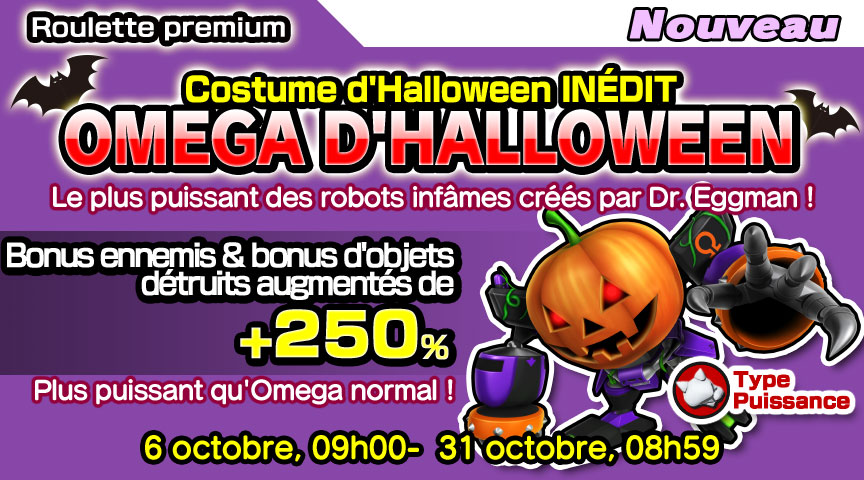 Roulette premium
Nouveau
Costume d'Halloween INÉDIT
OMEGA D'HALLOWEEN
Le plus puissant des robots infâmes créés par Dr. Eggman !
Bonus ennemis & bonus d'objets
détruits augmentés de
+250%
Plus puissant qu'Omega normal !
Type
Puissance
6 octobre, 09h00- 31 octobre, 08h59